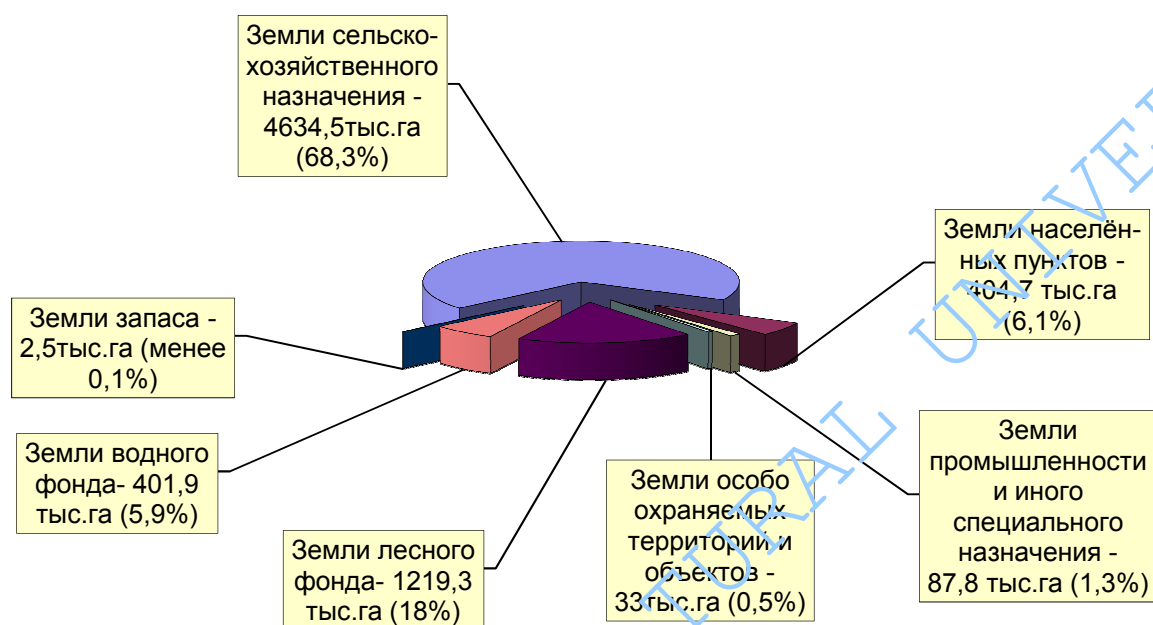 Земли сельско-
хозяйственного
назначения -
4634,5тыс.га
(68,3%)
Земли населён-
ных пунктов -
404,7 тыс.га
(6,1%)
Земли запаса -
2,5тыс.га (менее
0,1%)
Земли водного
фонда- 401,9
тыс.га (5,9%)
Земли лесного
фонда- 1219,3
тыс.га (18%)
Земли особо
охраняемых
территорий и
объектов -
33тыс.га (0,5%)
Земли
промышленности
и иного
специального
назначения -
87,8 тыс.га (1,3%)
TURAL UNIVE